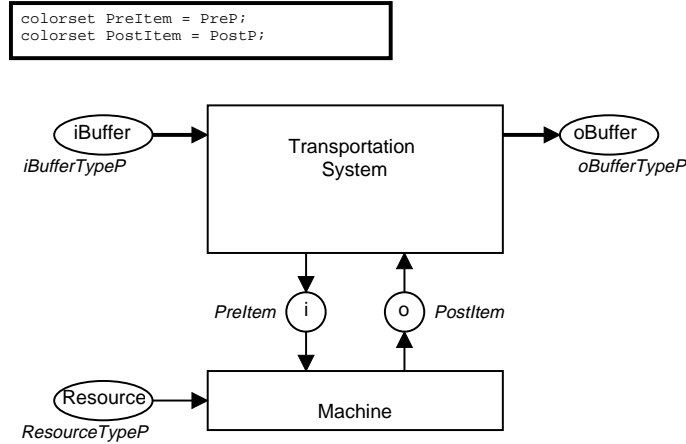 colorset PreItem = PreP;
colorset PostItem = PostP;
iBuffer
iBufferTypeP
Transportation
System
oBuffer
oBufferTypeP
PreItem
i
o
PostItem
Resource
ResourceTypeP
Machine